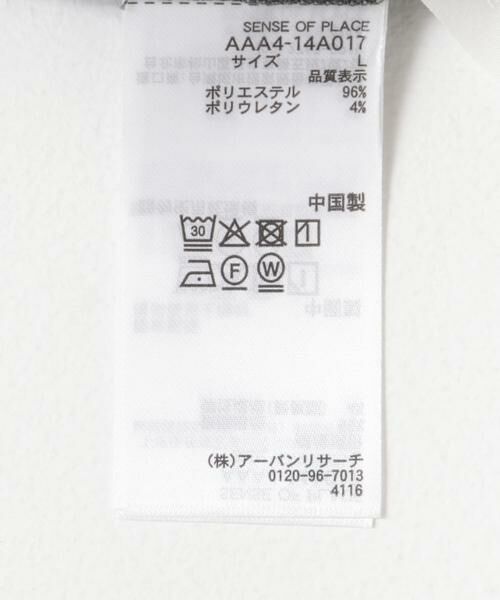 SENSE OF PLACE
AAA4-14A017
サイズ L
品質表示
ポリエステル 96%
ポリウレタン 4%
中国製
30
F W
(株)アーバンリサーチ
0120-96-7013
4116